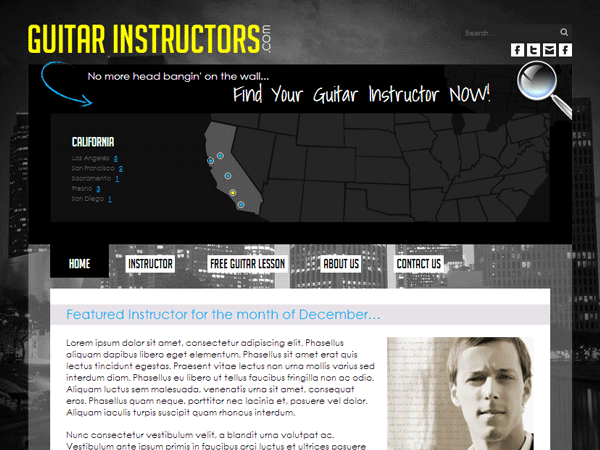 GUITAR INSTRUCTORS.com
Search...
No more head bangin' on the wall...
Find Your Guitar Instructor NOW!
CALIFORNIA
Los Angeles 5
San Francisco 2
Sacramento 1
Fresno 3
San Diego 1
HOME
INSTRUCTOR
FREE GUITAR LESSON
ABOUT US
CONTACT US
Featured Instructor for the month of December...
Lorem ipsum dolor sit amet, consectetur adipiscing elit. Phasellus
aliquam dapibus libero eget elementum. Phasellus sit amet erat quis
lectus tincidunt egestas. Praesent vitae lectus non urna mollis varius sed
interdum diam. Phasellus eu libero ut tellus faucibus fringilla non ac odio.
Aliquam luctus sem malesuada, venenatis urna sit amet, consequat
eros. Phasellus quam neque, porttitor nec lacinia et, posuere vel dolor.
Aliquam iaculis turpis suscipit quam rhoncus interdum.
Nunc consectetur vestibulum velit, a blandit urna volutpat ac.
Vestibulum ante ipsum primis in faucibus orci luctus et ultrices posuere